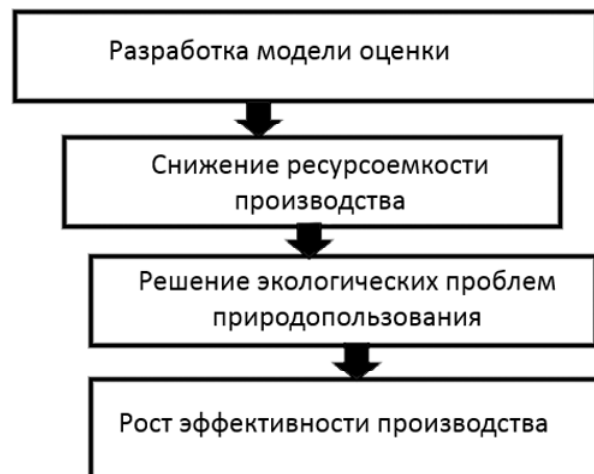 Разработка модели оценки
Снижение ресурсоемкости
производства
Решение экологических проблем
природопользования
Рост эффективности производства